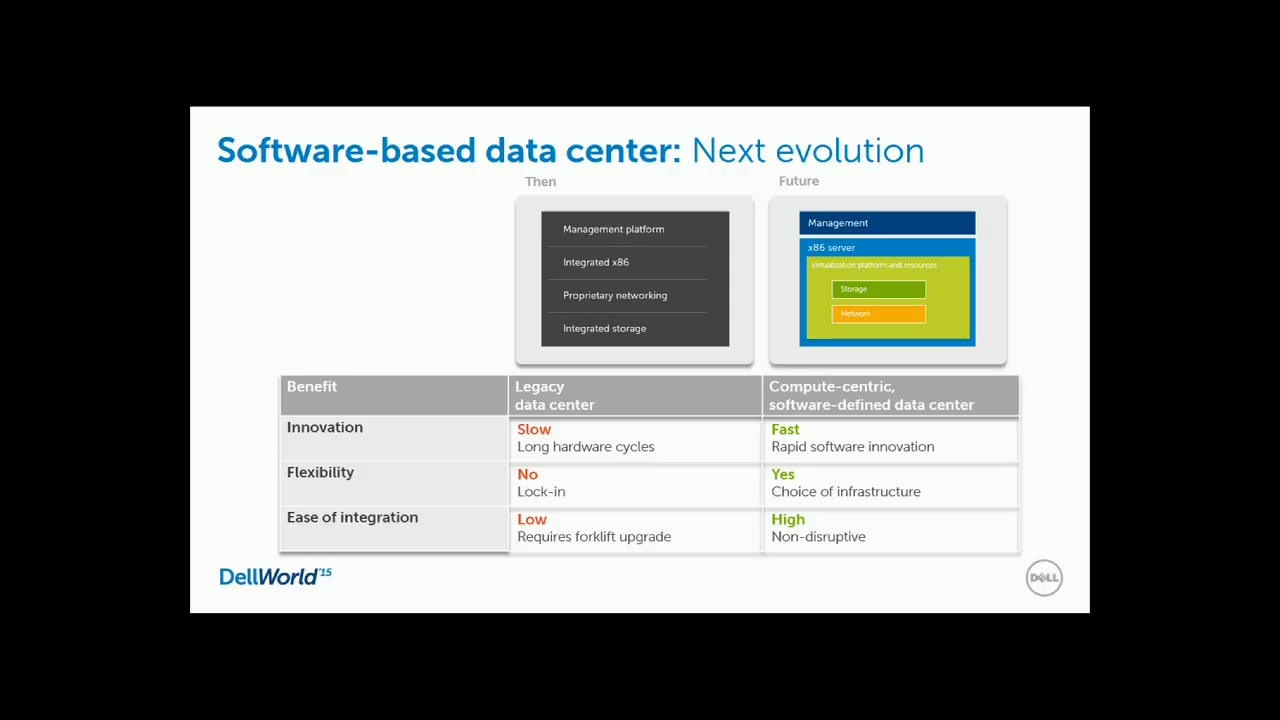 Software-based data center: Next evolution
Then
Future
Management platform
Integrated x86
Proprietary networking
Integrated storage
Management
x86 server
Virtualization platform and resources
Storage
Network
Benefit
Legacy
data center
Compute-centric,
software-defined data center
Innovation
Slow
Long hardware cycles
Fast
Rapid software innovation
Flexibility
No
Lock-in
Yes
Choice of infrastructure
Ease of integration
Low
Requires forklift upgrade
High
Non-disruptive
DellWorld'15
DELL